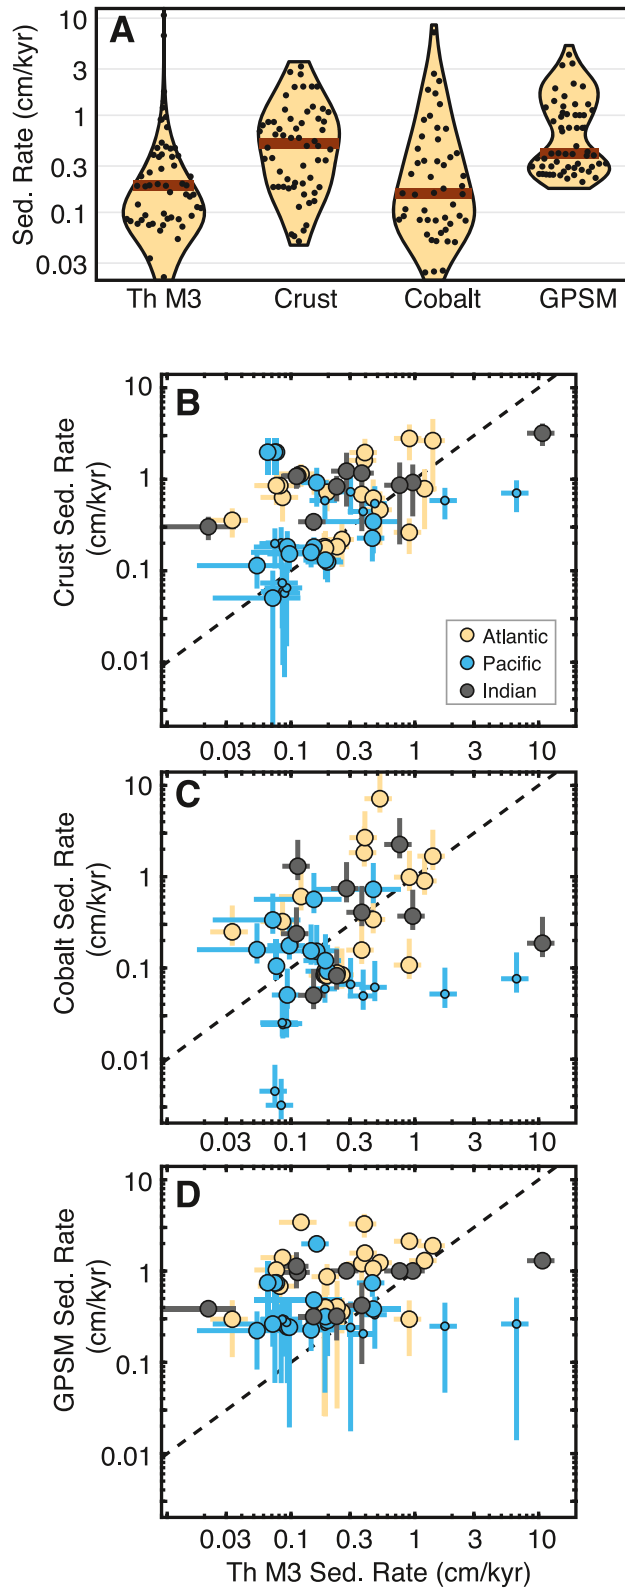 A
Sed. Rate (cm/kyr)
10
3
1
0.3
0.1
0.03
Th M3 Crust Cobalt GPSM
B
Crust Sed. Rate
(cm/kyr)
10
1
0.1
0.01
Atlantic
Pacific
Indian
0.03 0.1 0.3 1 3 10
C
Cobalt Sed. Rate
(cm/kyr)
10
1
0.1
0.01
0.03 0.1 0.3 1 3 10
D
GPSM Sed. Rate
(cm/kyr)
10
1
0.1
0.01
0.03 0.1 0.3 1 3 10
Th M3 Sed. Rate (cm/kyr)